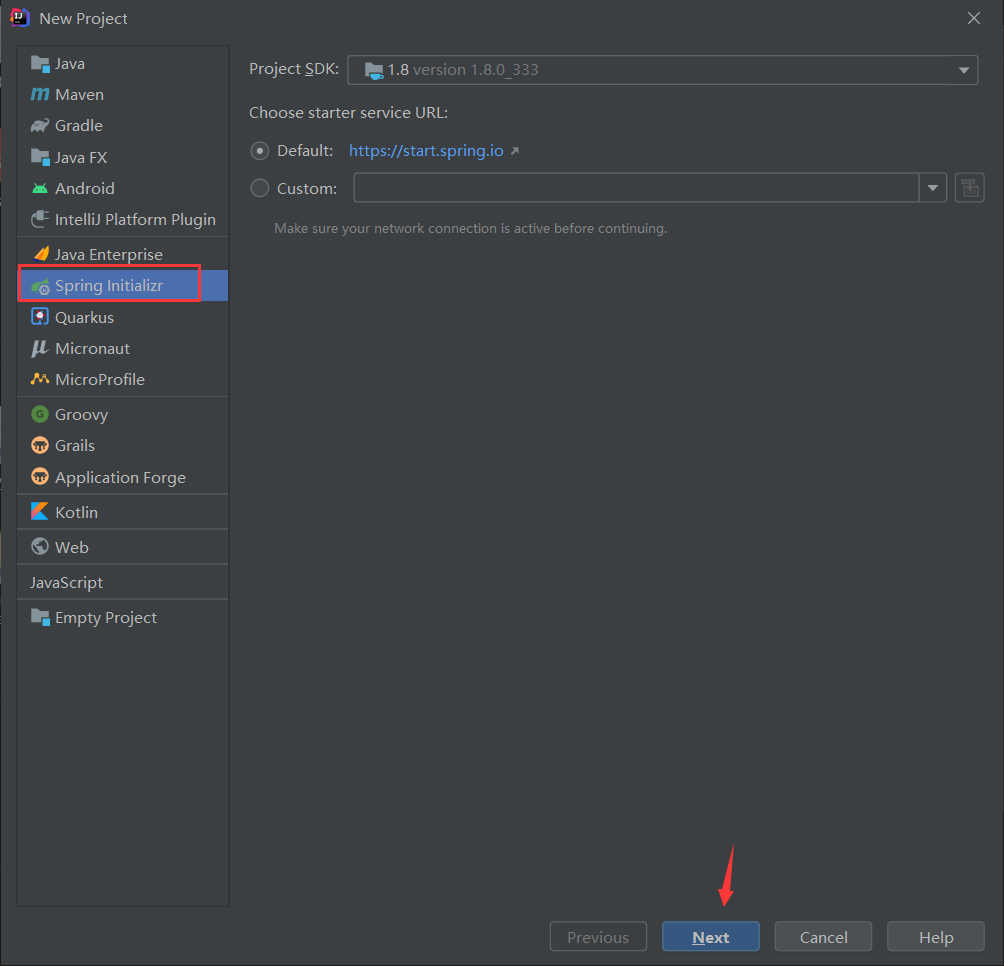 New Project
Java
Maven
Gradle
Java FX
Android
IntelliJ Platform Plugin
Java Enterprise
Spring Initializr
Quarkus
Micronaut
MicroProfile
Groovy
Grails
Application Forge
Kotlin
Web
JavaScript
Empty Project
Project SDK: 1.8 version 1.8.0_333
Choose starter service URL:
Default: https://start.spring.io
Custom:
Make sure your network connection is active before continuing.
Previous Next Cancel Help